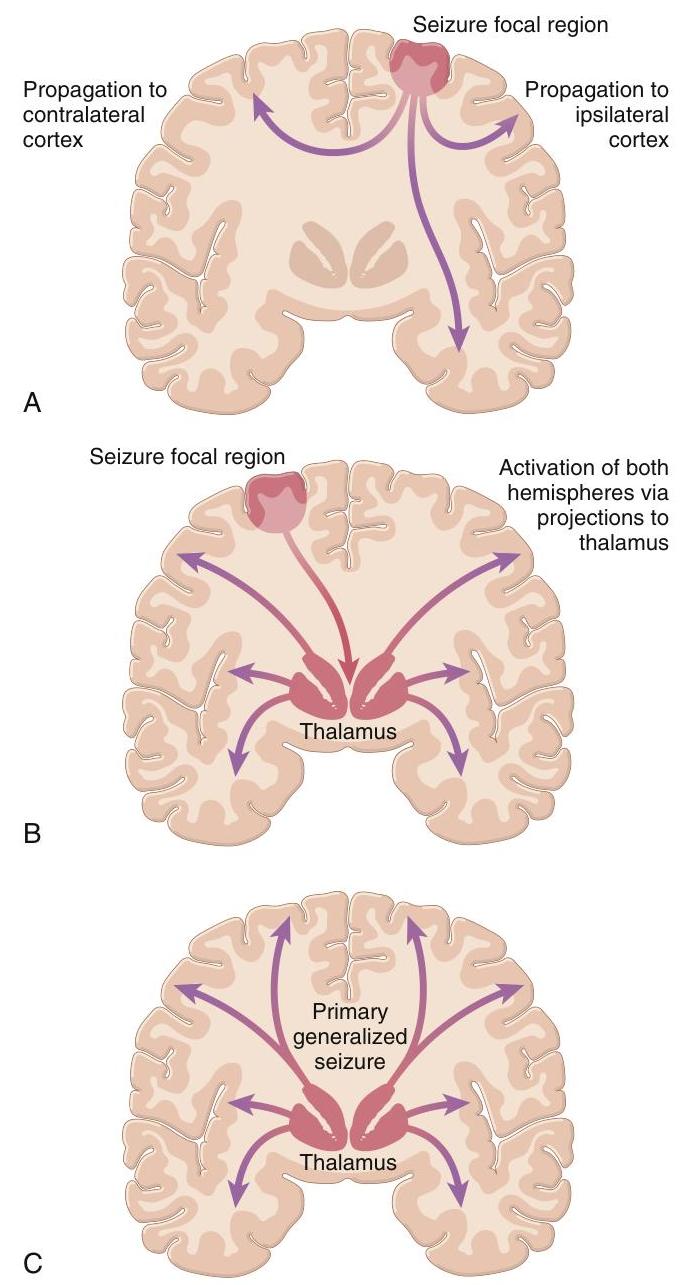 Seizure focal region
Propagation to
contralateral
cortex
Propagation to
ipsilateral
cortex
A
Seizure focal region
Activation of both
hemispheres via
projections to
thalamus
Thalamus
B
Primary
generalized
seizure
Thalamus
C